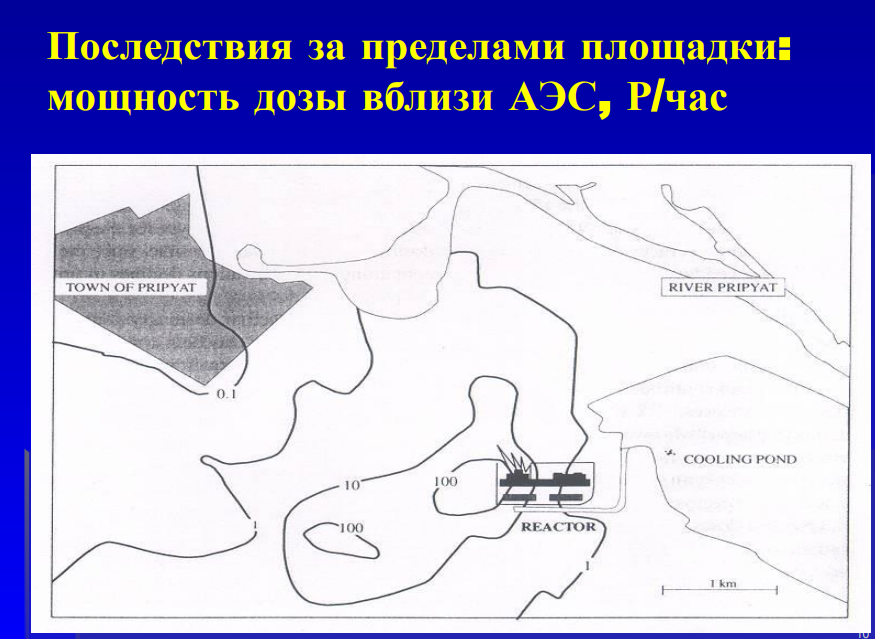 Последствия за пределами площадки:
мощность дозы вблизи АЭС, Р/час
TOWN OF PRIPYAT
RIVER PRIPYAT
0.1
COOLING POND
10
100
100
1
REACTOR
1
1 km
10